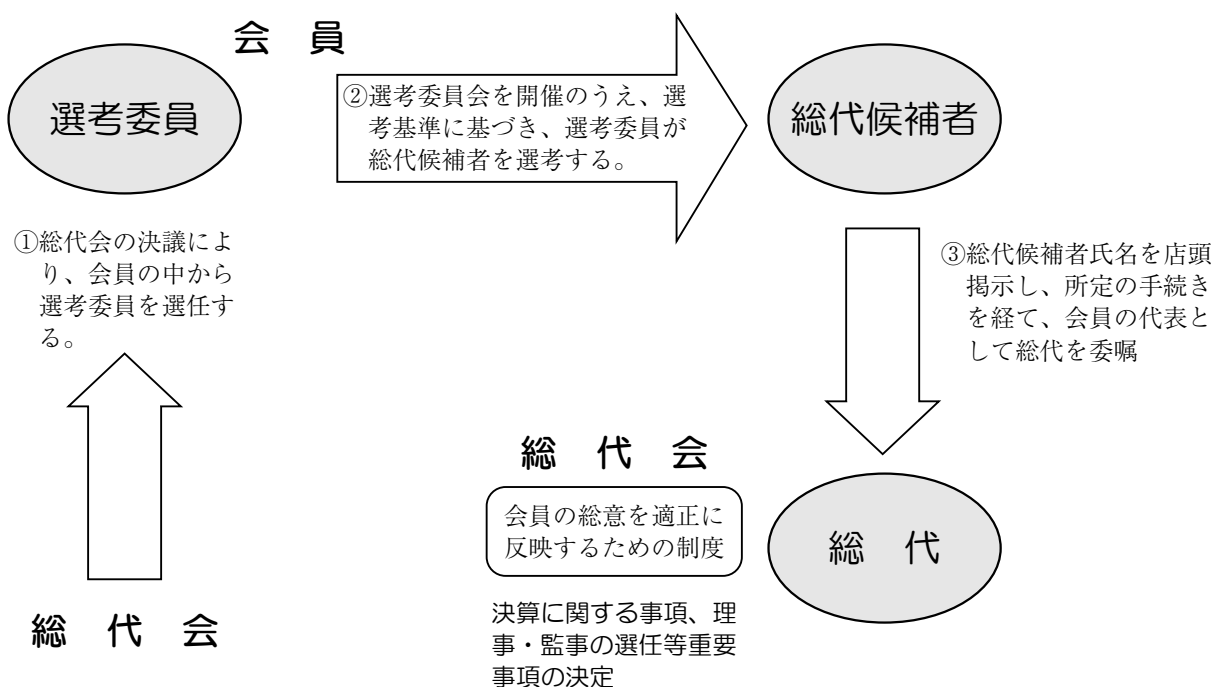 会　員
選考委員
②選考委員会を開催のうえ、選
考基準に基づき、選考委員が
総代候補者を選考する。
総代候補者
①総代会の決議によ
り、会員の中から
選考委員を選任す
る。
③総代候補者氏名を店頭
掲示し、所定の手続き
を経て、会員の代表と
して総代を委嘱
総　代　会
会員の総意を適正に
反映するための制度
総　代
決算に関する事項、理
事・監事の選任等重要
事項の決定
総　代　会